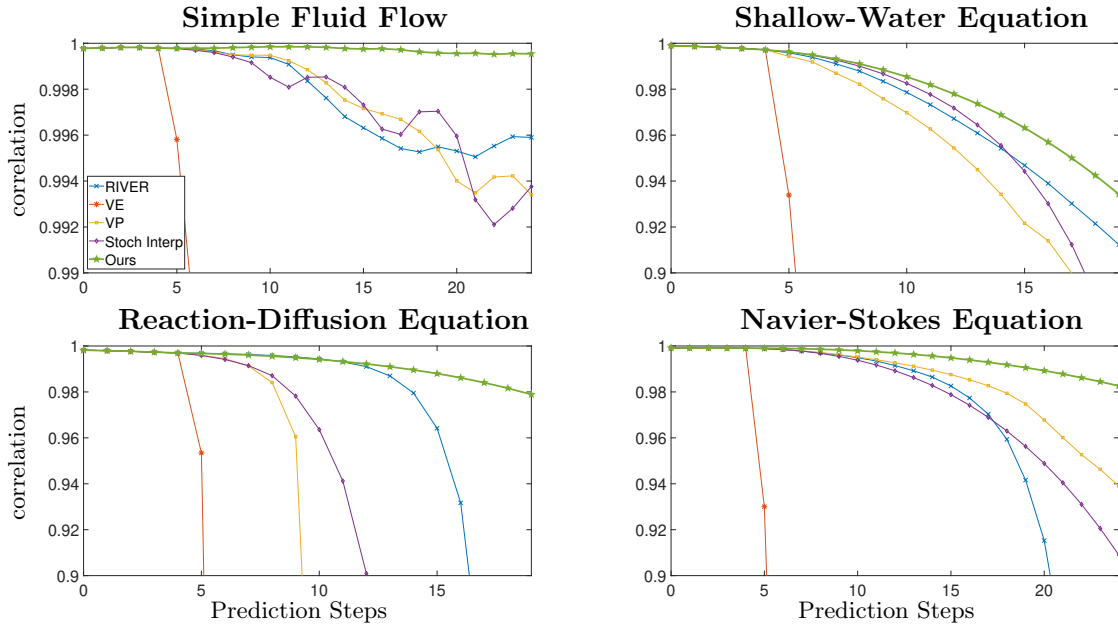 Simple Fluid Flow
correlation
1
0.998
0.996
0.994
0.992
0.99
RIVER
VE
VP
Stoch Interp
Ours
0 5 10 15 20
Shallow-Water Equation
1
0.98
0.96
0.94
0.92
0.9
0 5 10 15
Reaction-Diffusion Equation
correlation
1
0.98
0.96
0.94
0.92
0.9
0 5 10 15
Prediction Steps
Navier-Stokes Equation
1
0.98
0.96
0.94
0.92
0.9
0 5 10 15 20
Prediction Steps